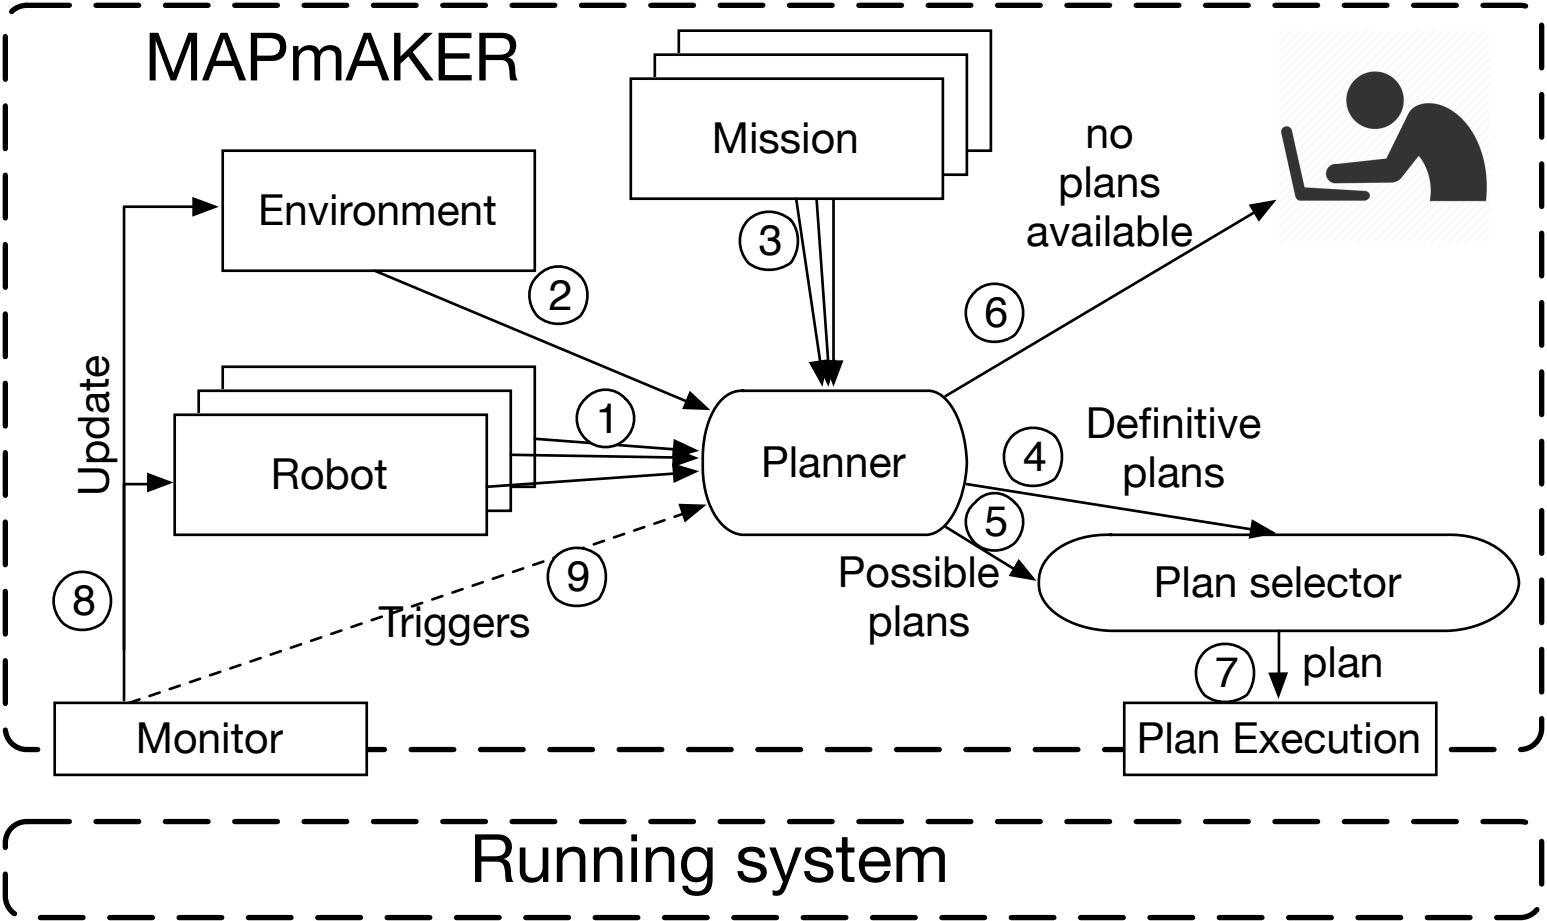 MAPmAKER
Mission
no
plans
available
Environment
3
2
6
Update
1
Robot
Planner
4
Definitive
plans
5
9
8
Triggers
Possible
plans
Plan selector
7
plan
Monitor
Plan Execution
Running system